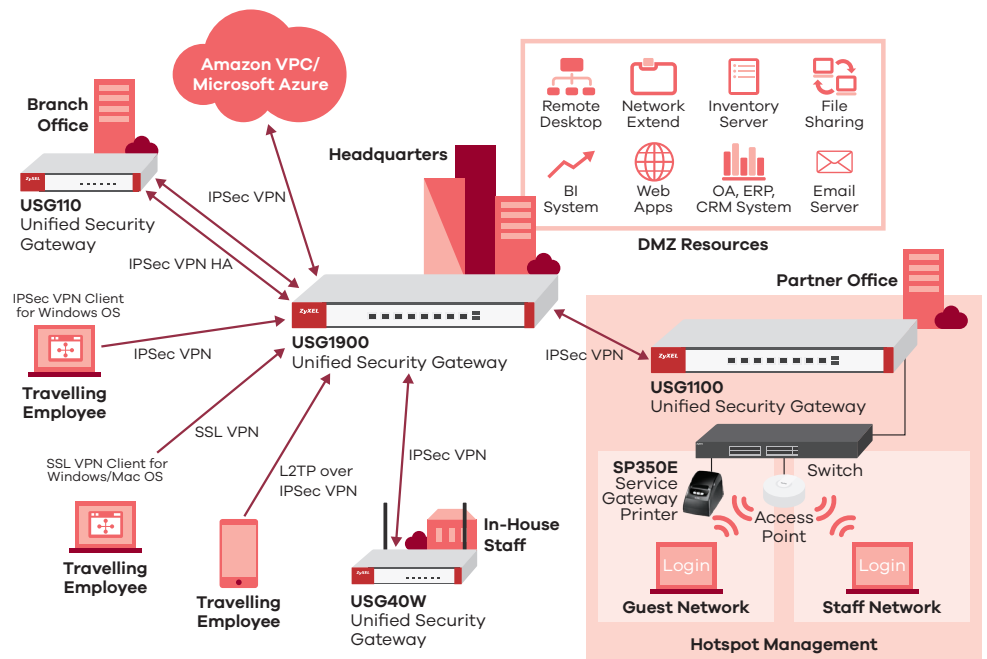 Amazon VPC/
Microsoft Azure
Branch
Office
ZyXEL
USG110
Unified Security
Gateway
IPSec VPN
IPSec VPN HA
Headquarters
Remote
Desktop
Network
Extend
Inventory
Server
File
Sharing
BI
System
Web
Apps
OA, ERP,
CRM System
Email
Server
DMZ Resources
IPSec VPN Client
for Windows OS
IPSec VPN
Travelling
Employee
ZyXEL
USG1900
Unified Security Gateway
IPSec VPN
Partner Office
ZyXEL
USG1100
Unified Security Gateway
SSL VPN
SSL VPN Client for
Windows/Mac OS
Travelling
Employee
L2TP over
IPSec VPN
Travelling
Employee
IPSec VPN
In-House
Staff
ZyXEL
USG40W
Unified Security
Gateway
Switch
SP350E
Service
Gateway
Printer
Access
Point
Login
Guest Network
Login
Staff Network
Hotspot Management